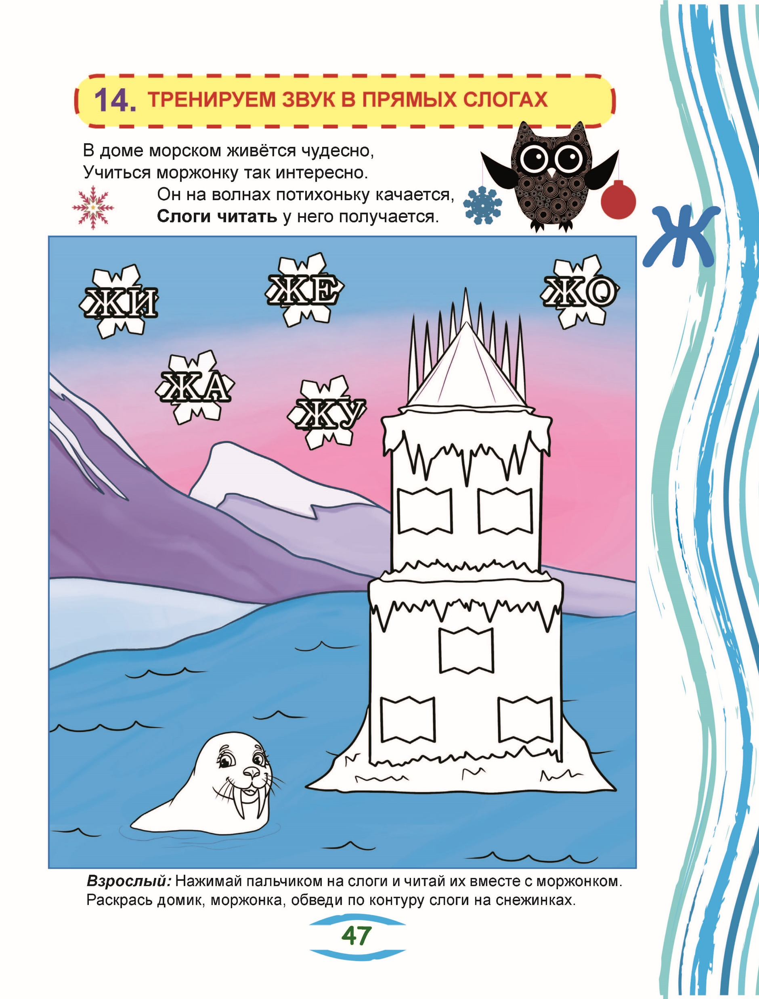 14. ТРЕНИРУЕМ ЗВУК В ПРЯМЫХ СЛОГАХ
В доме морском живётся чудесно,
Учиться моржонку так интересно.
Он на волнах потихоньку качается,
Слоги читать у него получается.
Ж
ЖИ
ЖЕ
ЖО
ЖА
ЖУ
Взрослый: Нажимай пальчиком на слоги и читай их вместе с моржонком.
Раскрась домик, моржонка, обведи по контуру слоги на снежинках.
47